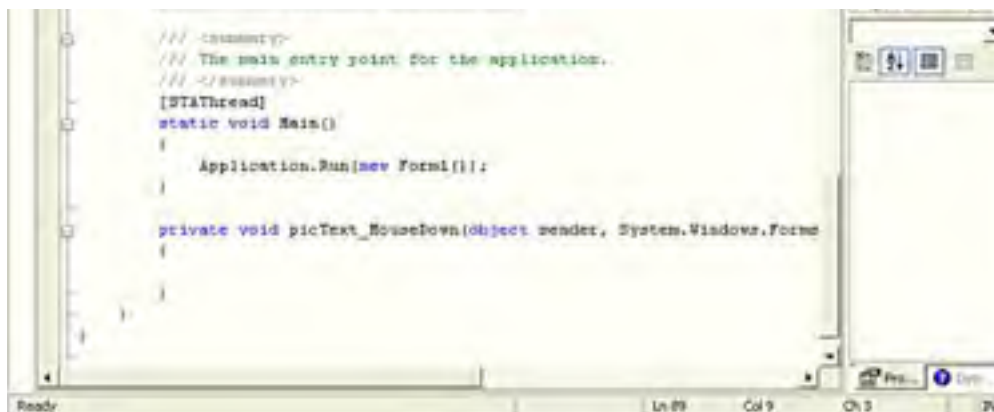 /// <summary>
/// The main entry point for the application.
/// </summary>
[STAThread]
static void Main()
{
Application.Run(new Form1());
}
private void picText_MouseDown(object sender, System.Windows.Forms
{
}
}
}
Pro...
Ready
Ln 89 Col 9 Ch 3